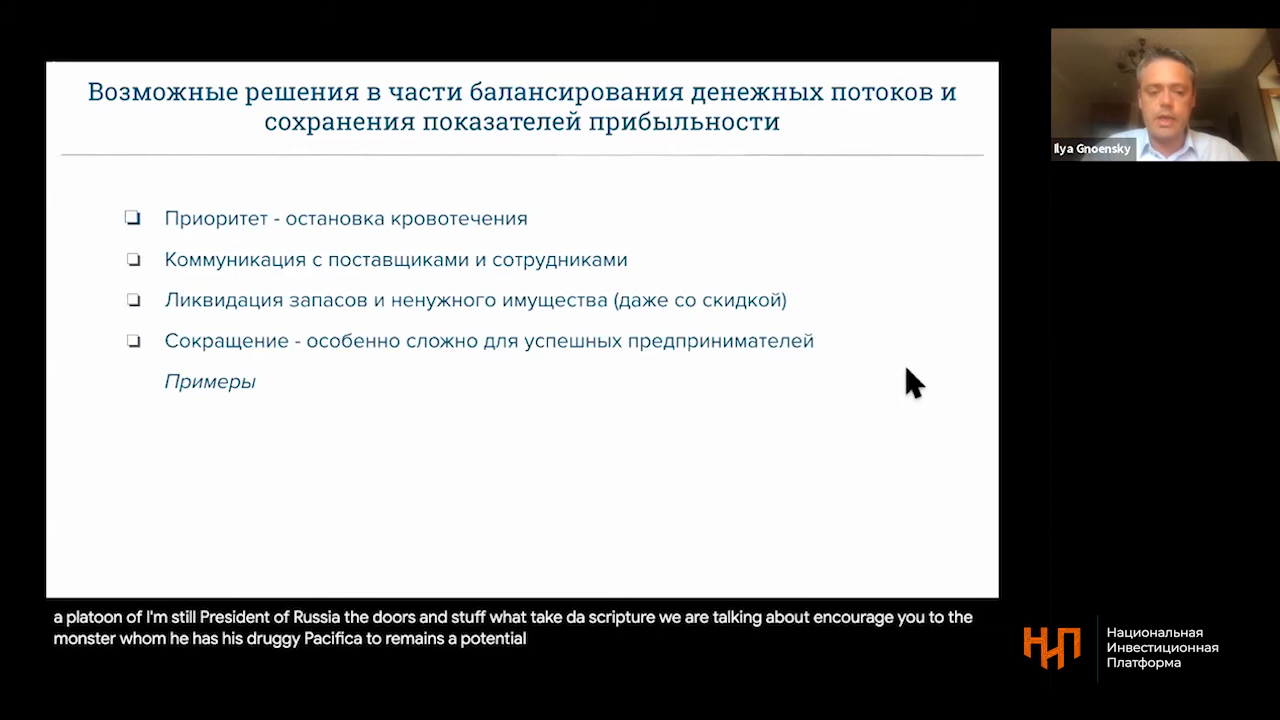 Возможные решения в части балансирования денежных потоков и
сохранения показателей прибыльности
Приоритет - остановка кровотечения
Коммуникация с поставщиками и сотрудниками
Ликвидация запасов и ненужного имущества (даже со скидкой)
Сокращение - особенно сложно для успешных предпринимателей
Примеры
Ilya Gnoensky
a platoon of I'm still President of Russia the doors and stuff what take da scripture we are talking about encourage you to the
monster whom he has his druggy Pacifica to remains a potential
НИП
Национальная
Инвестиционная
Платформа